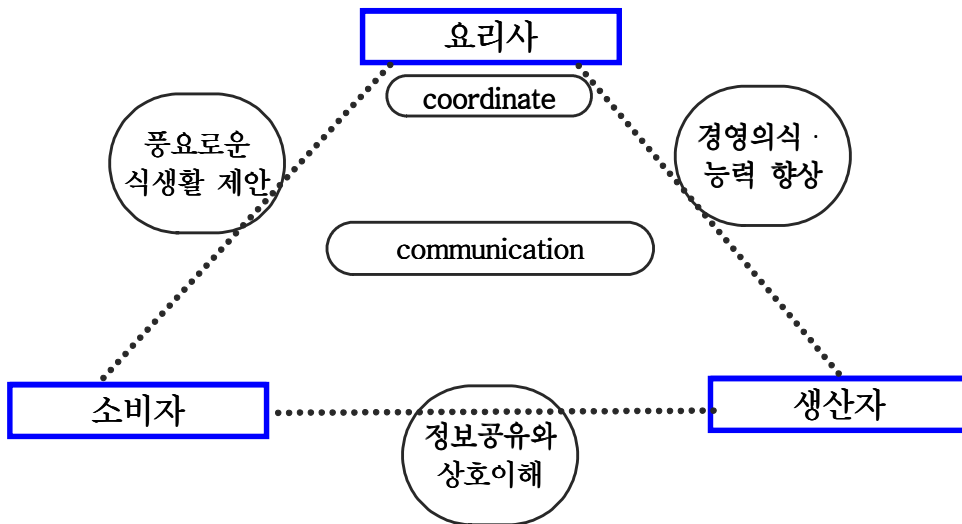 요리사
coordinate
풍요로운
식생활 제안
경영의식 ·
능력 향상
communication
소비자
생산자
정보공유와
상호이해